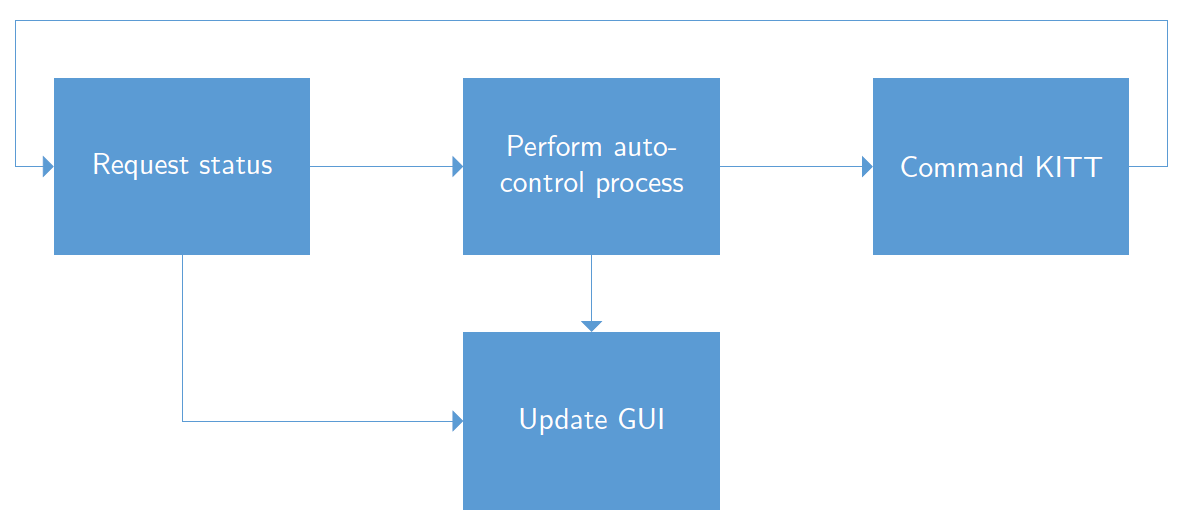 Request status
Perform auto-
control process
Command KITT
Update GUI